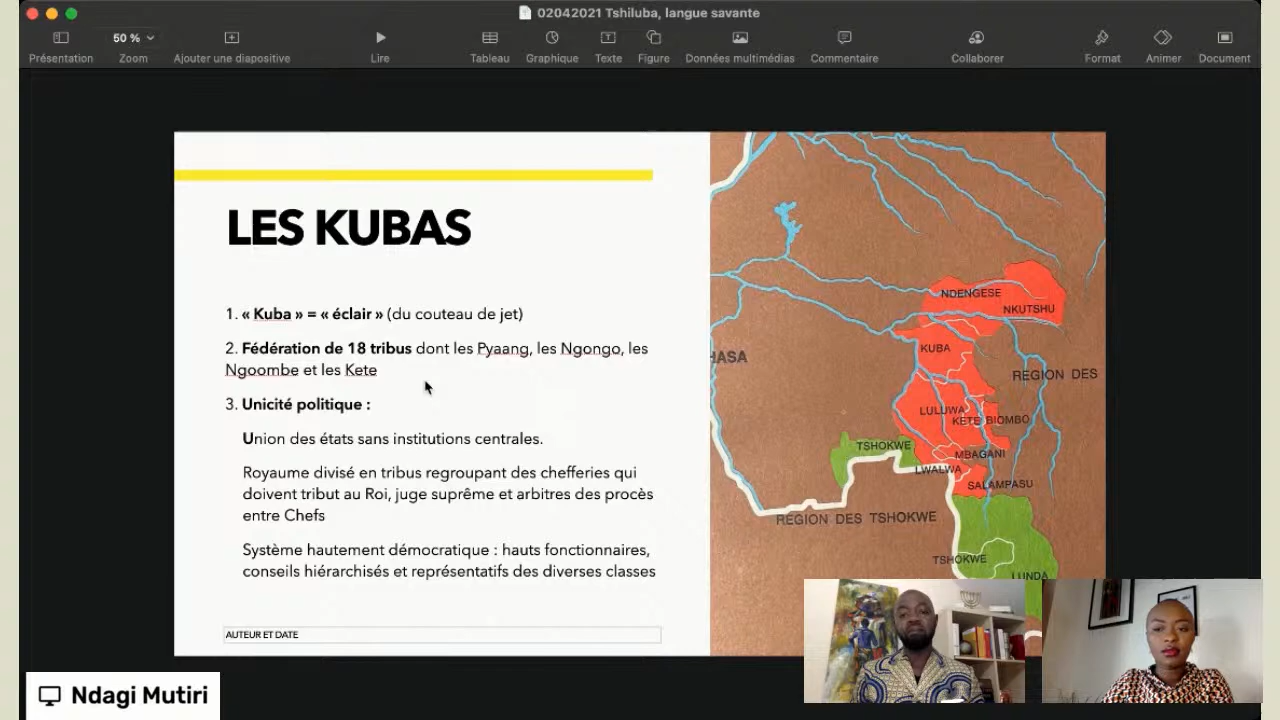 02042021 Tshiluba, langue savante
50 %
Présentation
Zoom
Ajouter une diapositive
Lire
Tableau
Graphique
Texte
Figure
Données multimédias
Commentaire
Collaborer
Format
Animer
Document
LES KUBAS
1. « Kuba » = « éclair » (du couteau de jet)
2. Fédération de 18 tribus dont les Pyaang, les Ngongo, les
Ngoombe et les Kete
3. Unicité politique :
Union des états sans institutions centrales.
Royaume divisé en tribus regroupant des chefferies qui
doivent tribut au Roi, juge suprême et arbitres des procès
entre Chefs
Système hautement démocratique : hauts fonctionnaires,
conseils hiérarchisés et représentatifs des diverses classes
AUTEUR ET DATE
NDENGESE
NKUTSHU
KUBA
HASA
REGION DES
LULUWA
KETE BIOMBO
TSHOKWE
MBAGANI
LWALWA
SALAMPASU
REGION DES TSHOKWE
TSHOKWE
LUNDA
Ndagi Mutiri